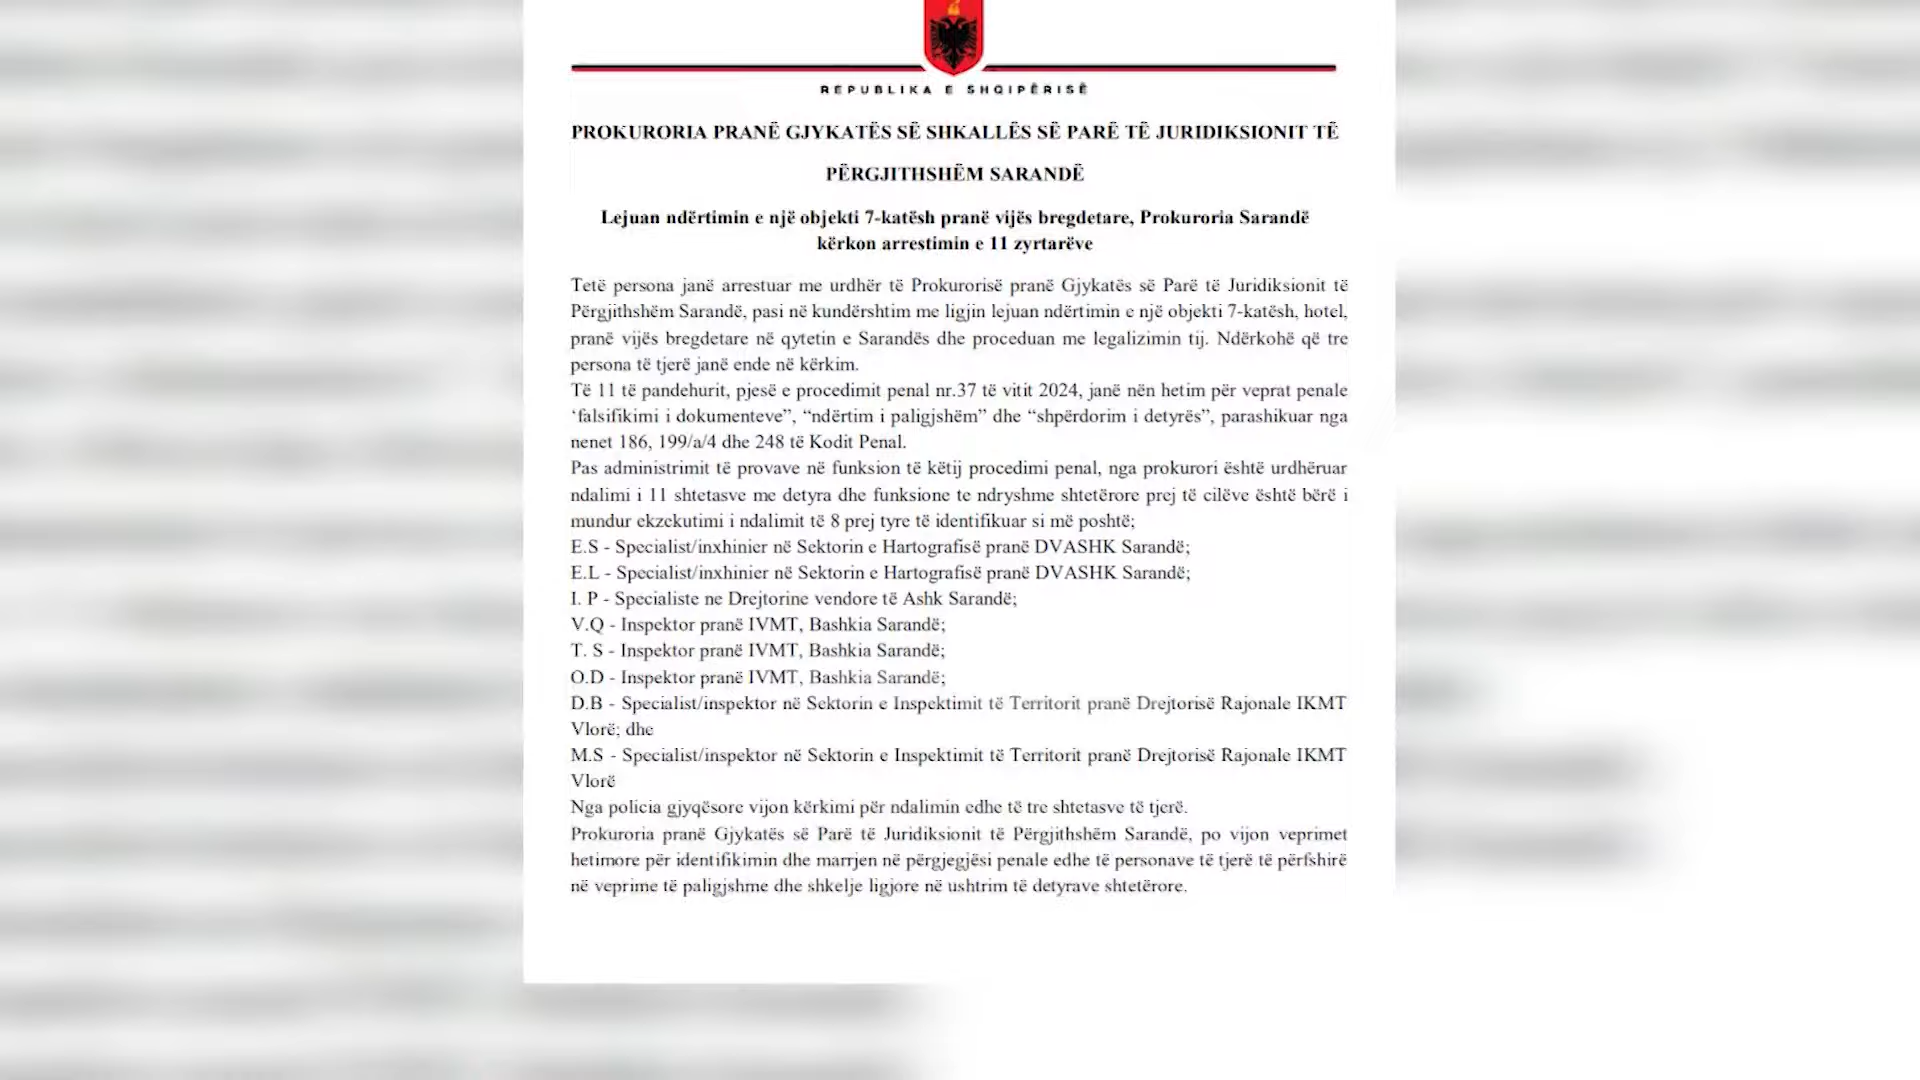 REPUBLIKA E SHQIPËRISË
PROKURORIA PRANË GJYKATËS SË SHKALLËS SË PARË TË JURIDIKSIONIT TË
PËRGJITHSHËM SARANDË
Lejuan ndërtimin e një objekti 7-katësh pranë vijës bregdetare, Prokuroria Sarandë
kërkon arrestimin e 11 zyrtarëve
Tetë persona janë arrestuar me urdhër të Prokurorisë pranë Gjykatës së Parë të Juridiksionit të
Përgjithshëm Sarandë, pasi në kundërshtim me ligjin lejuan ndërtimin e një objekti 7-katësh, hotel,
pranë vijës bregdetare në qytetin e Sarandës dhe proceduan me legalizimin tij. Ndërkohë që tre
persona të tjerë janë ende në kërkim.
Të 11 të pandehurit, pjesë e procedimit penal nr.37 të vitit 2024, janë nën hetim për veprat penale
‘falsifikimi i dokumenteve”, “ndërtim i paligjshëm” dhe “shpërdorim i detyrës”, parashikuar nga
nenet 186, 199/a/4 dhe 248 të Kodit Penal.
Pas administrimit të provave në funksion të këtij procedimi penal, nga prokurori është urdhëruar
ndalimi i 11 shtetasve me detyra dhe funksione te ndryshme shtetërore prej të cilëve është bërë i
mundur ekzekutimi i ndalimit të 8 prej tyre të identifikuar si më poshtë;
E.S - Specialist/inxhinier në Sektorin e Hartografisë pranë DVASHK Sarandë;
E.L - Specialist/inxhinier në Sektorin e Hartografisë pranë DVASHK Sarandë;
I. P - Specialiste ne Drejtorine vendore të Ashk Sarandë;
V.Q - Inspektor pranë IVMT, Bashkia Sarandë;
T. S - Inspektor pranë IVMT, Bashkia Sarandë;
O.D - Inspektor pranë IVMT, Bashkia Sarandë;
D.B - Specialist/inspektor në Sektorin e Inspektimit të Territorit pranë Drejtorisë Rajonale IKMT
Vlorë; dhe
M.S - Specialist/inspektor në Sektorin e Inspektimit të Territorit pranë Drejtorisë Rajonale IKMT
Vlorë
Nga policia gjyqësore vijon kërkimi për ndalimin edhe të tre shtetasve të tjerë.
Prokuroria pranë Gjykatës së Parë të Juridiksionit të Përgjithshëm Sarandë, po vijon veprimet
hetimore për identifikimin dhe marrjen në përgjegjësi penale edhe të personave të tjerë të përfshirë
në veprime të paligjshme dhe shkelje ligjore në ushtrim të detyrave shtetërore.